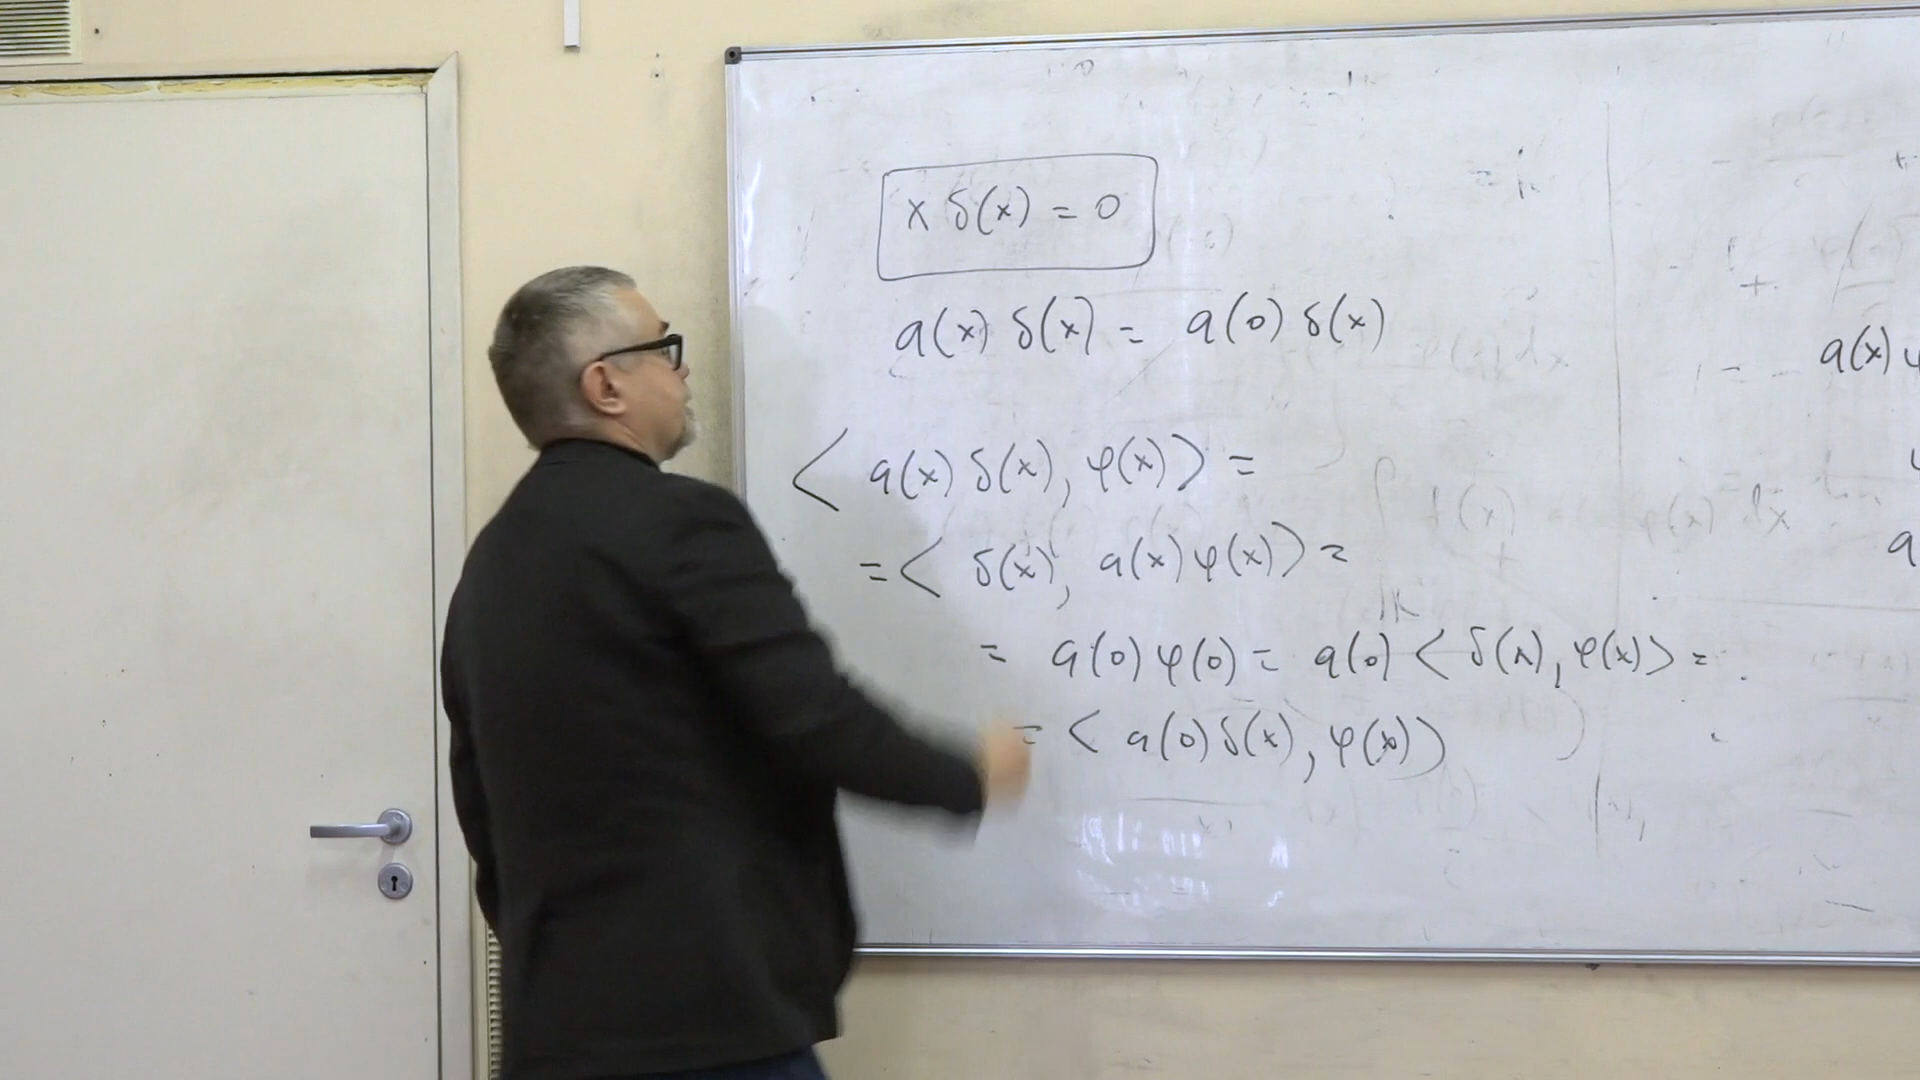 x δ(x) = 0
a(x) δ(x) = a(0) δ(x)
< a(x) δ(x), φ(x) > =
= < δ(x), a(x) φ(x) > =
= a(0) φ(0) = a(0) < δ(x), φ(x) > =
= < a(0) δ(x), φ(x) >
a(x)
a